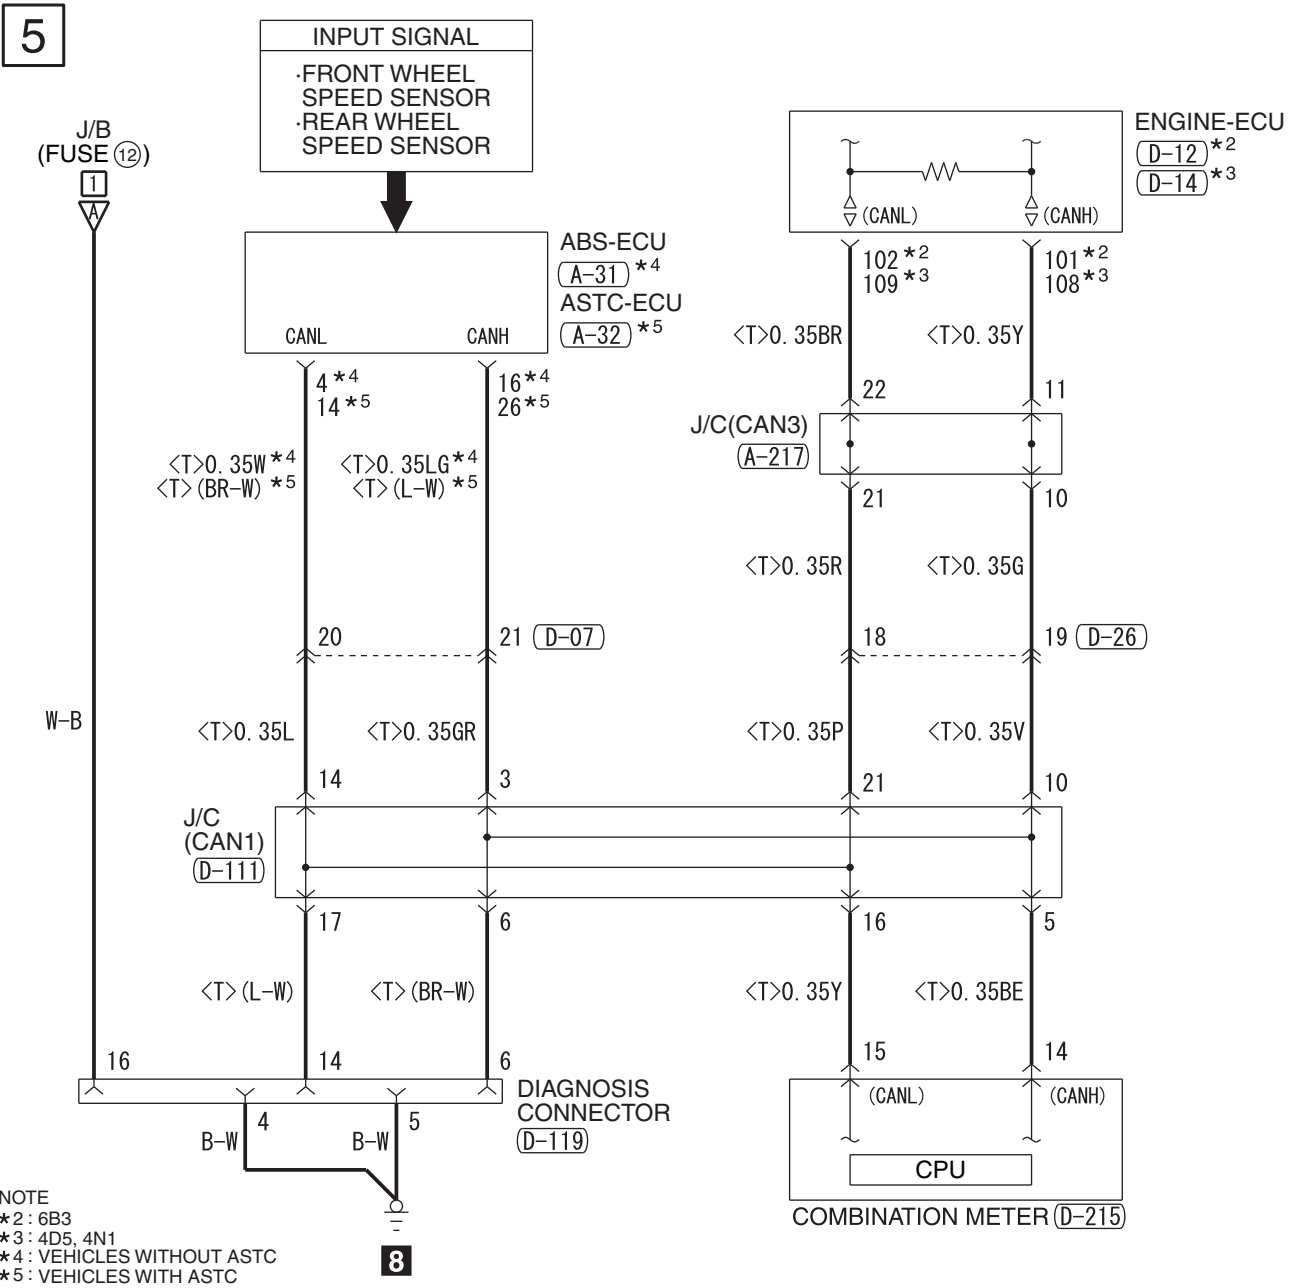 5
INPUT SIGNAL
·FRONT WHEEL
SPEED SENSOR
·REAR WHEEL
SPEED SENSOR
J/B
(FUSE ⑫)
1
A
ENGINE-ECU
D-12 *2
D-14 *3
(CANL)
(CANH)
ABS-ECU
A-31 *4
ASTC-ECU
A-32 *5
CANL
CANH
102 *2
109 *3
101 *2
108 *3
<T>0.35BR
<T>0.35Y
4 *4
14 *5
16 *4
26 *5
22
11
J/C(CAN3)
A-217
<T>0.35W *4
<T>(BR-W) *5
<T>0.35LG *4
<T>(L-W) *5
21
10
<T>0.35R
<T>0.35G
20
21 D-07
18
19 D-26
W-B
<T>0.35L
<T>0.35GR
<T>0.35P
<T>0.35V
14
3
21
10
J/C
(CAN1)
D-111
17
6
16
5
<T>(L-W)
<T>(BR-W)
<T>0.35Y
<T>0.35BE
16
14
6
15
14
DIAGNOSIS
CONNECTOR
D-119
(CANL)
(CANH)
4
5
B-W
B-W
CPU
COMBINATION METER D-215
8
NOTE
*2 : 6B3
*3 : 4D5, 4N1
*4 : VEHICLES WITHOUT ASTC
*5 : VEHICLES WITH ASTC